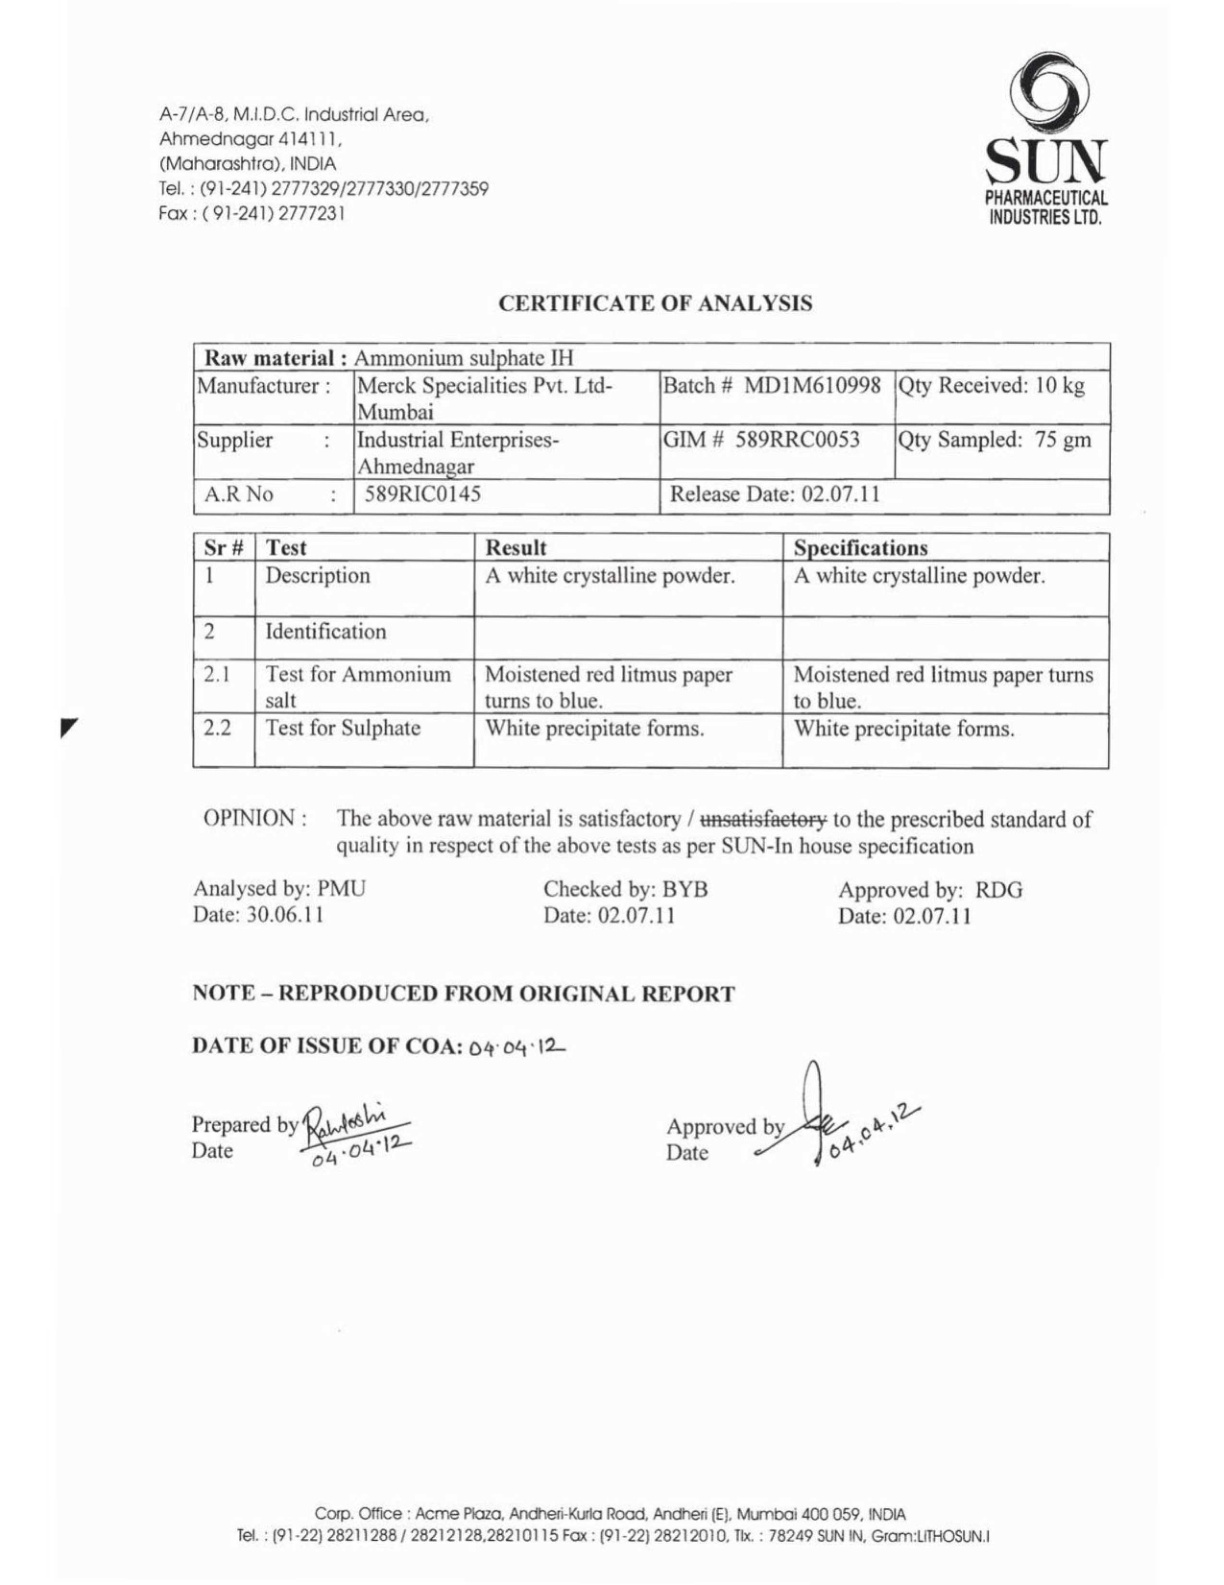 A-7/A-8, M.I.D.C. Industrial Area,
Ahmednagar 414111,
(Maharashtra), INDIA
Tel. : (91-241) 2777329/2777330/2777359
Fax : ( 91-241) 2777231
SUN
PHARMACEUTICAL
INDUSTRIES LTD.
CERTIFICATE OF ANALYSIS
Raw material : Ammonium sulphate IH
Manufacturer : Merck Specialities Pvt. Ltd-Mumbai Batch # MD1M610998 Qty Received: 10 kg
Supplier : Industrial Enterprises-Ahmednagar GIM # 589RRC0053 Qty Sampled: 75 gm
A.R No : 589RIC0145 Release Date: 02.07.11
Sr # Test Result Specifications
1 Description A white crystalline powder. A white crystalline powder.
2 Identification
2.1 Test for Ammonium salt Moistened red litmus paper turns to blue. Moistened red litmus paper turns to blue.
2.2 Test for Sulphate White precipitate forms. White precipitate forms.
OPINION : The above raw material is satisfactory / unsatisfactory to the prescribed standard of
quality in respect of the above tests as per SUN-In house specification
Analysed by: PMU Checked by: BYB Approved by: RDG
Date: 30.06.11 Date: 02.07.11 Date: 02.07.11
NOTE – REPRODUCED FROM ORIGINAL REPORT
DATE OF ISSUE OF COA: 04.04.12
Prepared by Approved by
Date 04.04.12 Date 04.04.12
Corp. Office : Acme Plaza, Andheri-Kurla Road, Andheri (E), Mumbai 400 059, INDIA
Tel. : (91-22) 28211288 / 28212128,28210115 Fax : (91-22) 28212010, Tlx. : 78249 SUN IN, Gram:LITHOSUN.I